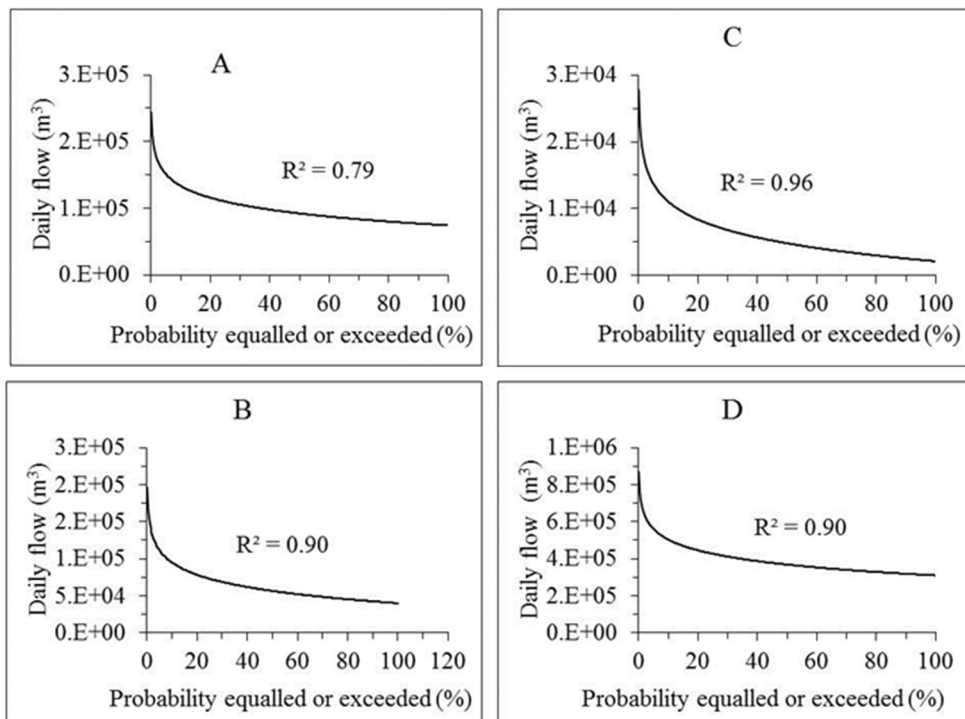 A
3.E+05
2.E+05
1.E+05
0.E+00
Daily flow (m³)
R² = 0.79
0 20 40 60 80 100
Probability equalled or exceeded (%)
C
3.E+04
2.E+04
1.E+04
0.E+00
Daily flow (m³)
R² = 0.96
0 20 40 60 80 100
Probability equalled or exceeded (%)
B
3.E+05
2.E+05
2.E+05
1.E+05
5.E+04
0.E+00
Daily flow (m³)
R² = 0.90
0 20 40 60 80 100 120
Probability equalled or exceeded (%)
D
1.E+06
8.E+05
6.E+05
4.E+05
2.E+05
0.E+00
Daily flow (m³)
R² = 0.90
0 20 40 60 80 100
Probability equalled or exceeded (%)